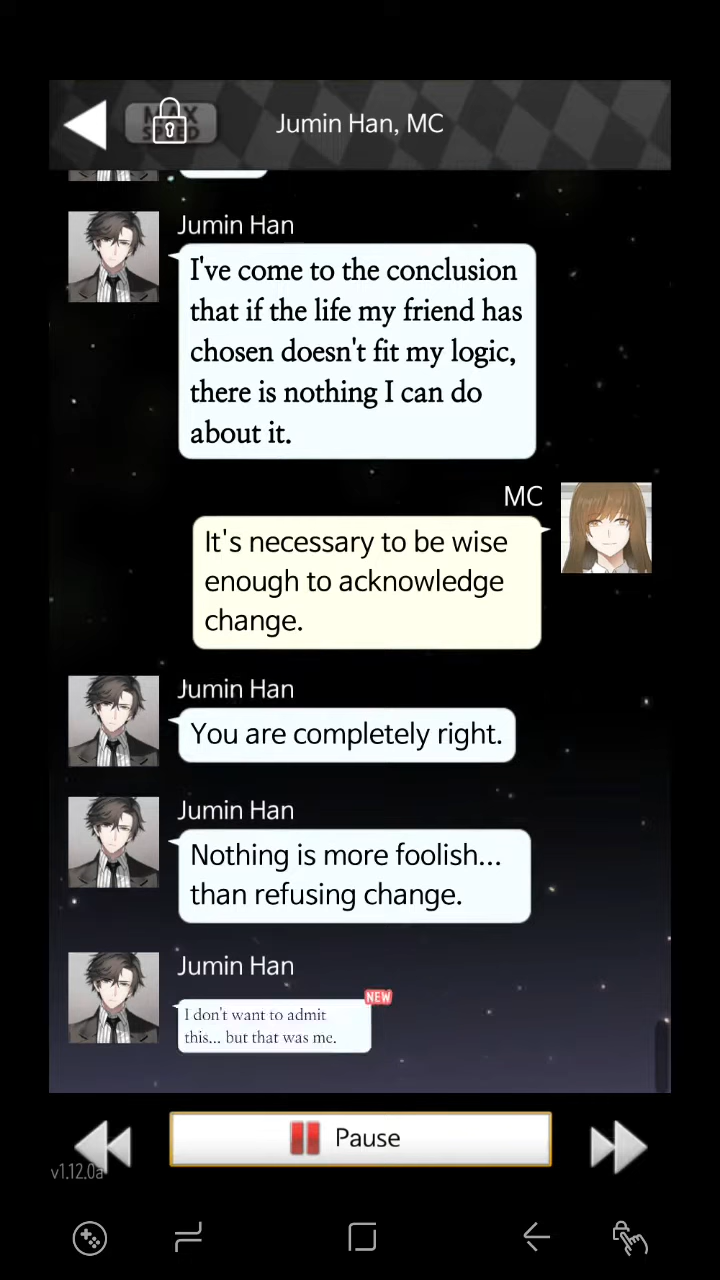 MAX
SPEED
Jumin Han, MC
Jumin Han
I've come to the conclusion
that if the life my friend has
chosen doesn't fit my logic,
there is nothing I can do
about it.
MC
It's necessary to be wise
enough to acknowledge
change.
Jumin Han
You are completely right.
Jumin Han
Nothing is more foolish...
than refusing change.
Jumin Han
NEW
I don't want to admit
this... but that was me.
Pause
v1.12.0a